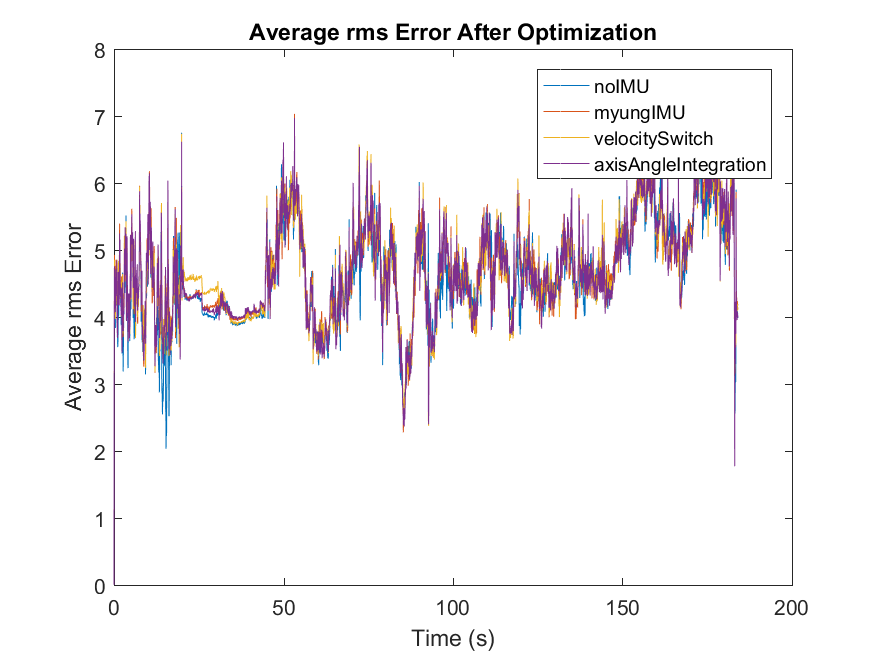 Average rms Error After Optimization
8
7
6
5
4
3
2
1
0
Average rms Error
noIMU
myungIMU
velocitySwitch
axisAngleIntegration
0 50 100 150 200
Time (s)